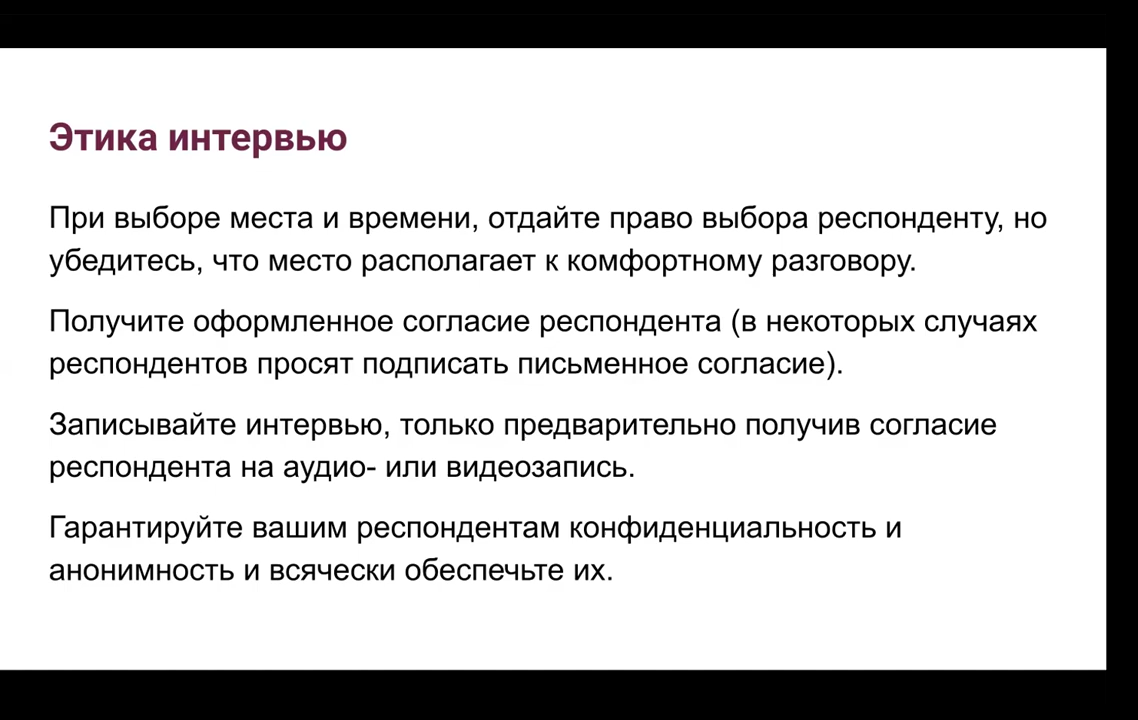 Этика интервью
При выборе места и времени, отдайте право выбора респонденту, но
убедитесь, что место располагает к комфортному разговору.
Получите оформленное согласие респондента (в некоторых случаях
респондентов просят подписать письменное согласие).
Записывайте интервью, только предварительно получив согласие
респондента на аудио- или видеозапись.
Гарантируйте вашим респондентам конфиденциальность и
анонимность и всячески обеспечьте их.